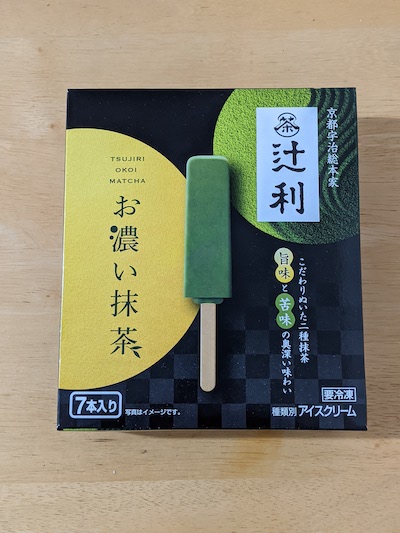 京都宇治総本家
茶
辻利
TSUJIRI
OKOI
MATCHA
お濃い抹茶
こだわりぬいた二種抹茶
旨味と苦味の奥深い味わい
7本入り
写真はイメージです。
要冷凍
種類別 アイスクリーム